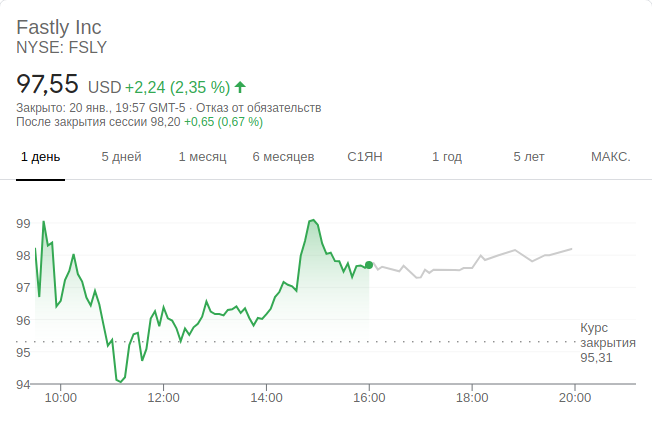 Fastly Inc
NYSE: FSLY
97,55 USD +2,24 (2,35 %)
Закрыто: 20 янв., 19:57 GMT-5 · Отказ от обязательств
После закрытия сессии 98,20 +0,65 (0,67 %)
1 день 5 дней 1 месяц 6 месяцев С1ЯН 1 год 5 лет МАКС.
99
98
97
96
95
94
Курс
закрытия
95,31
10:00 12:00 14:00 16:00 18:00 20:00